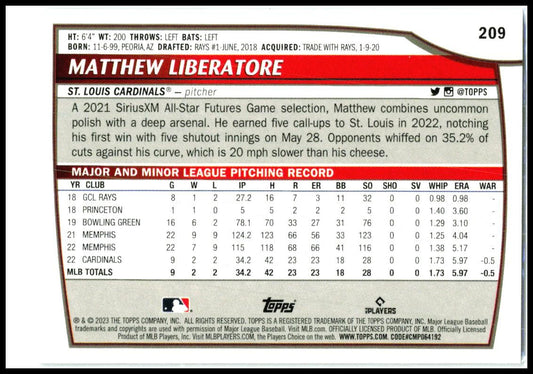 HT: 6'4" WT: 200 THROWS: LEFT BATS: LEFT
BORN: 11-6-99, PEORIA, AZ DRAFTED: RAYS #1-JUNE, 2018 ACQUIRED: TRADE WITH RAYS, 1-9-20
209
MATTHEW LIBERATORE
ST. LOUIS CARDINALS® – pitcher @TOPPS
A 2021 SiriusXM All-Star Futures Game selection, Matthew combines uncommon
polish with a deep arsenal. He earned five call-ups to St. Louis in 2022, notching
his first win with five shutout innings on May 28. Opponents whiffed on 35.2% of
cuts against his curve, which is 20 mph slower than his cheese.
MAJOR AND MINOR LEAGUE PITCHING RECORD
YR CLUB G W L IP H R ER BB SO SHO SV WHIP ERA WAR
18 GCL RAYS 8 1 2 27.2 16 7 3 11 32 0 0 0.98 0.98 -
18 PRINCETON 1 1 0 5 5 2 2 2 5 0 0 1.40 3.60 -
19 BOWLING GREEN 16 6 2 78.1 70 33 27 31 76 0 0 1.29 3.10 -
21 MEMPHIS 22 9 9 124.2 123 66 56 33 123 0 0 1.25 4.04 -
22 MEMPHIS 22 7 9 115 118 68 66 41 116 0 0 1.38 5.17 -
22 CARDINALS 9 2 2 34.2 42 23 23 18 28 0 0 1.73 5.97 -0.5
MLB TOTALS 9 2 2 34.2 42 23 23 18 28 0 0 1.73 5.97 -0.5
Topps
PLAYERS
® & © 2023 THE TOPPS COMPANY, INC. ALL RIGHTS RESERVED. TOPPS IS A REGISTERED TRADEMARK OF THE TOPPS COMPANY, INC. Major League Baseball
trademarks and copyrights are used with permission of Major League Baseball. Visit MLB.com. OFFICIALLY LICENSED PRODUCT OF MLB. OFFICIALLY LICENSED
PRODUCT OF MLB Players, Inc. Visit MLBPLAYERS.com, the Players Choice on the web. WWW.TOPPS.COM. CODE#CMP064192